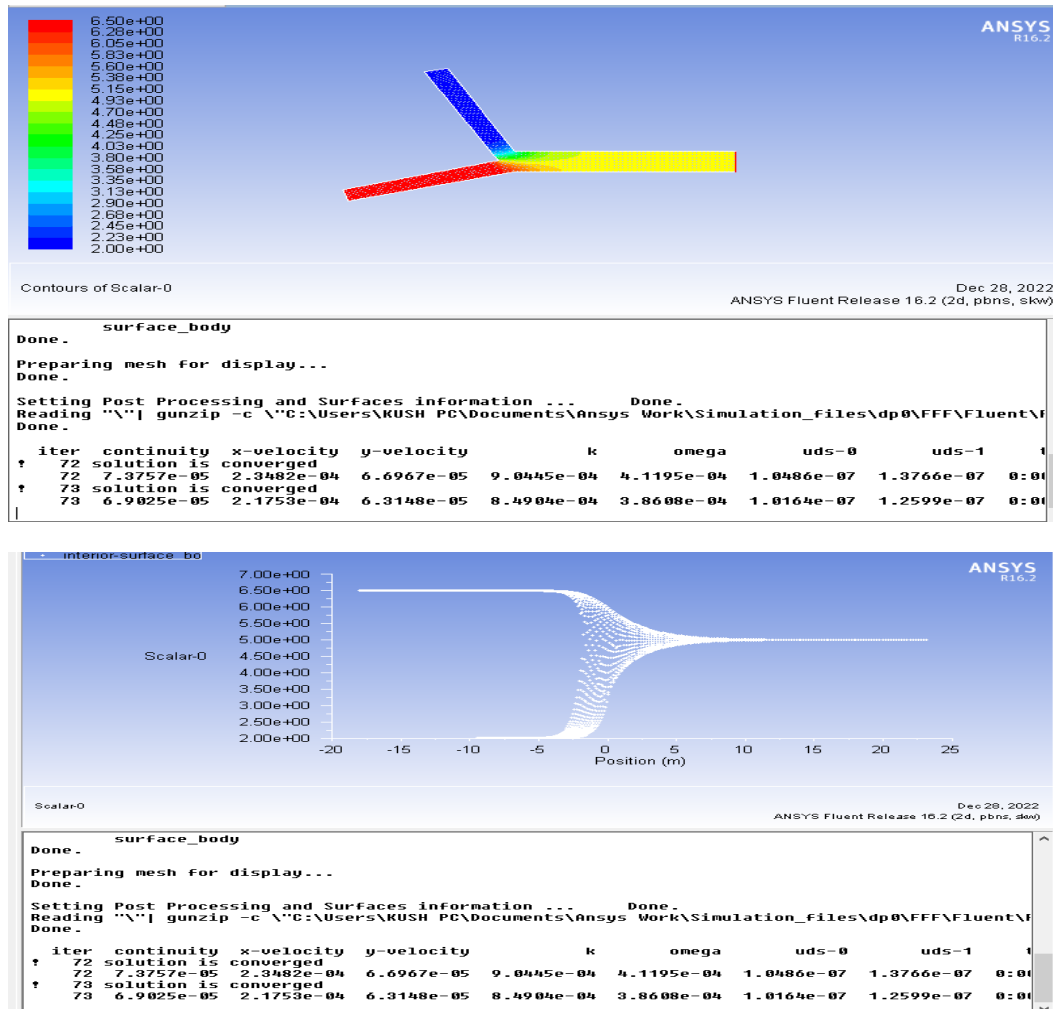 6.50e+00
6.28e+00
6.05e+00
5.83e+00
5.60e+00
5.38e+00
5.15e+00
4.93e+00
4.70e+00
4.48e+00
4.25e+00
4.03e+00
3.80e+00
3.58e+00
3.35e+00
3.13e+00
2.90e+00
2.68e+00
2.45e+00
2.23e+00
2.00e+00
ANSYS
R16.2
Contours of Scalar-0
Dec 28, 2022
ANSYS Fluent Release 16.2 (2d, pbns, skw)
surface_body
Done.
Preparing mesh for display...
Done.
Setting Post Processing and Surfaces information ... Done.
Reading "\"| gunzip -c \"C:\Users\KUSH PC\Documents\Ansys Work\Simulation_files\dp0\FFF\Fluent\F
Done.
iter continuity x-velocity y-velocity k omega uds-0 uds-1 t
! 72 solution is converged
72 7.3757e-05 2.3482e-04 6.6967e-05 9.0445e-04 4.1195e-04 1.0486e-07 1.3766e-07 0:00
! 73 solution is converged
73 6.9025e-05 2.1753e-04 6.3148e-05 8.4904e-04 3.8608e-04 1.0164e-07 1.2599e-07 0:00
interior-surface_bo
ANSYS
R16.2
7.00e+00
6.50e+00
6.00e+00
5.50e+00
5.00e+00
Scalar-0 4.50e+00
4.00e+00
3.50e+00
3.00e+00
2.50e+00
2.00e+00
-20 -15 -10 -5 0 5 10 15 20 25
Position (m)
Scalar-0
Dec 28, 2022
ANSYS Fluent Release 16.2 (2d, pbns, skw)
surface_body
Done.
Preparing mesh for display...
Done.
Setting Post Processing and Surfaces information ... Done.
Reading "\"| gunzip -c \"C:\Users\KUSH PC\Documents\Ansys Work\Simulation_files\dp0\FFF\Fluent\F
Done.
iter continuity x-velocity y-velocity k omega uds-0 uds-1 t
! 72 solution is converged
72 7.3757e-05 2.3482e-04 6.6967e-05 9.0445e-04 4.1195e-04 1.0486e-07 1.3766e-07 0:00
! 73 solution is converged
73 6.9025e-05 2.1753e-04 6.3148e-05 8.4904e-04 3.8608e-04 1.0164e-07 1.2599e-07 0:00